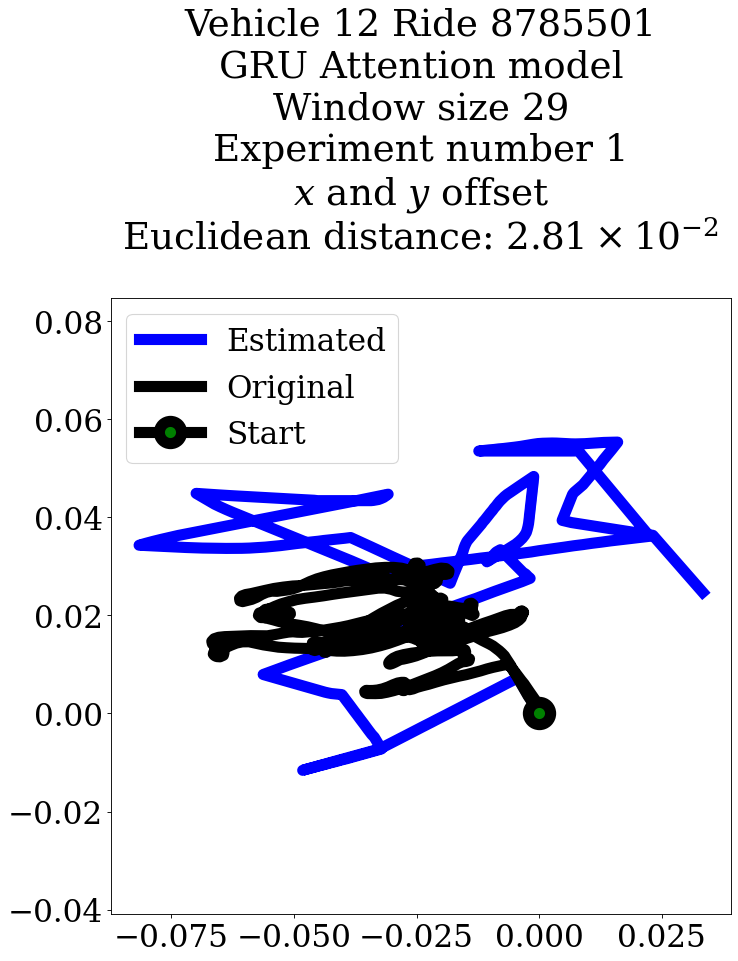 Vehicle 12 Ride 8785501
GRU Attention model
Window size 29
Experiment number 1
x and y offset
Euclidean distance: 2.81 × 10⁻²
Estimated
Original
Start
0.08
0.06
0.04
0.02
0.00
−0.02
−0.04
−0.075 −0.050 −0.025 0.000 0.025